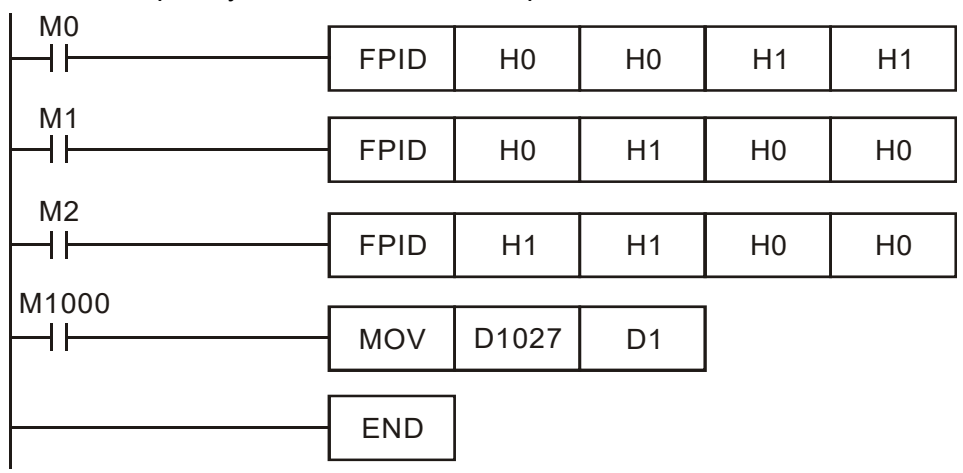 M0
FPID H0 H0 H1 H1
M1
FPID H0 H1 H0 H0
M2
FPID H1 H1 H0 H0
M1000
MOV D1027 D1
END